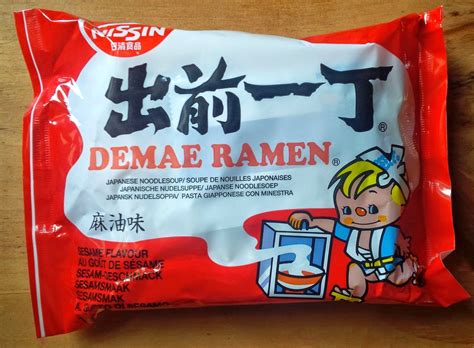 NISSIN
日清食品
出前一丁®
DEMAE RAMEN®
JAPANESE NOODLESOUP/ SOUPE DE NOUILLES JAPONAISES
JAPANISCHE NUDELSUPPE/ JAPANSE NOEDELSOEP
JAPANSK NUDELSOPPA/ PASTA GIAPPONESE CON MINESTRA
麻油味
SESAME FLAVOUR
AU GOÛT DE SÉSAME
SESAM-GESCHMACK
SESAMSMAAK
SESAMSMAK